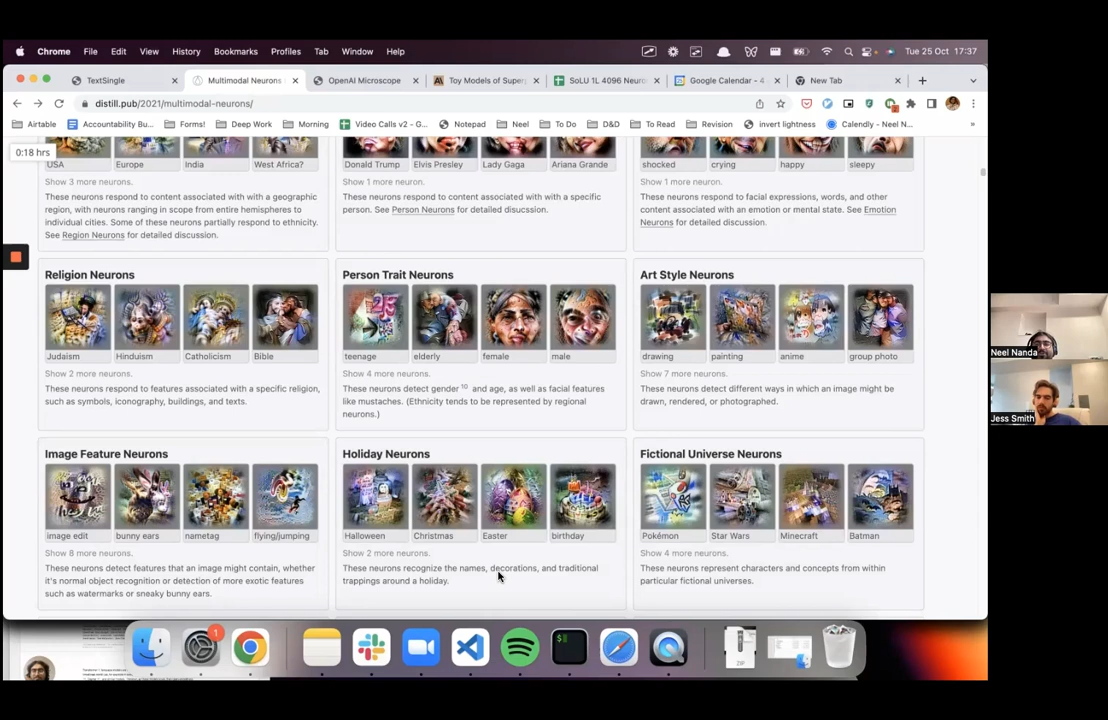 Chrome File Edit View History Bookmarks Profiles Tab Window Help Tue 25 Oct 17:37
TextSingle
Multimodal Neurons
OpenAI Microscope
Toy Models of Super
SoLU 1L 4096 Neuro
Google Calendar - 4
New Tab
distill.pub/2021/multimodal-neurons/
Airtable Accountability Bu... Forms! Deep Work Morning Video Calls v2 - G... Notepad Neel To Do D&D To Read Revision invert lightness Calendly - Neel N... »
0:18 hrs
USA Europe India West Africa?
Show 3 more neurons.
These neurons respond to content associated with with a geographic
region, with neurons ranging in scope from entire hemispheres to
individual cities. Some of these neurons partially respond to ethnicity.
See Region Neurons for detailed discussion.
Donald Trump Elvis Presley Lady Gaga Ariana Grande
Show 1 more neuron.
These neurons respond to content associated with with a specific
person. See Person Neurons for detailed discussion.
shocked crying happy sleepy
Show 1 more neuron.
These neurons respond to facial expressions, words, and other
content associated with an emotion or mental state. See Emotion
Neurons for detailed discussion.
Religion Neurons
Judaism Hinduism Catholicism Bible
Show 2 more neurons.
These neurons respond to features associated with a specific religion,
such as symbols, iconography, buildings, and texts.
Person Trait Neurons
teenage elderly female male
Show 4 more neurons.
These neurons detect gender 10 and age, as well as facial features
like mustaches. (Ethnicity tends to be represented by regional
neurons.)
Art Style Neurons
drawing painting anime group photo
Show 7 more neurons.
These neurons detect different ways in which an image might be
drawn, rendered, or photographed.
Image Feature Neurons
image edit bunny ears nametag flying/jumping
Show 8 more neurons.
These neurons detect features that an image might contain, whether
it's normal object recognition or detection of more exotic features
such as watermarks or sneaky bunny ears.
Holiday Neurons
Halloween Christmas Easter birthday
Show 2 more neurons.
These neurons recognize the names, decorations, and traditional
trappings around a holiday.
Fictional Universe Neurons
Pokémon Star Wars Minecraft Batman
Show 4 more neurons.
These neurons represent characters and concepts from within
particular fictional universes.
1
ZIP
Neel Nanda
Jess Smith